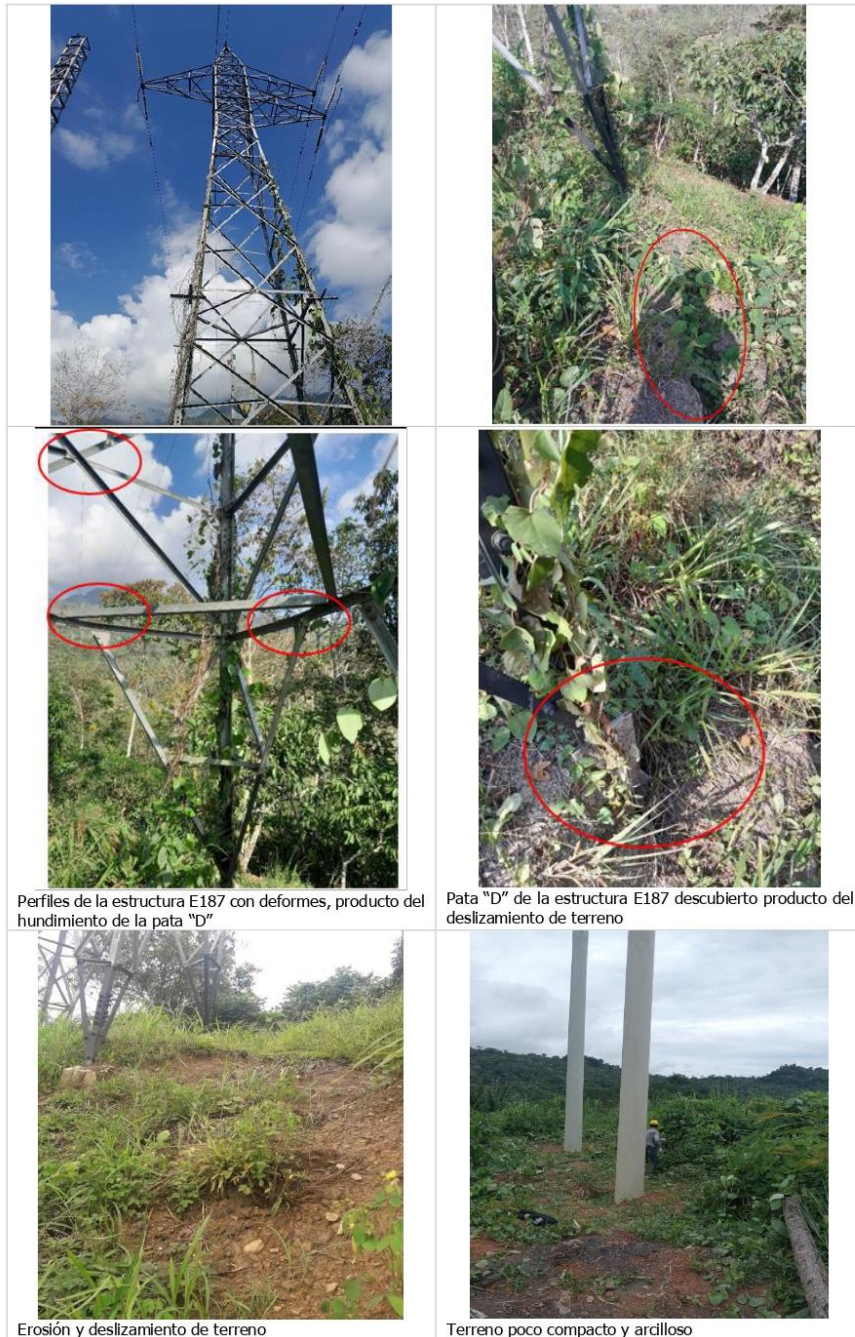 Perfiles de la estructura E187 con deformes, producto del
hundimiento de la pata “D”
Pata “D” de la estructura E187 descubierto producto del
deslizamiento de terreno
Erosión y deslizamiento de terreno
Terreno poco compacto y arcilloso